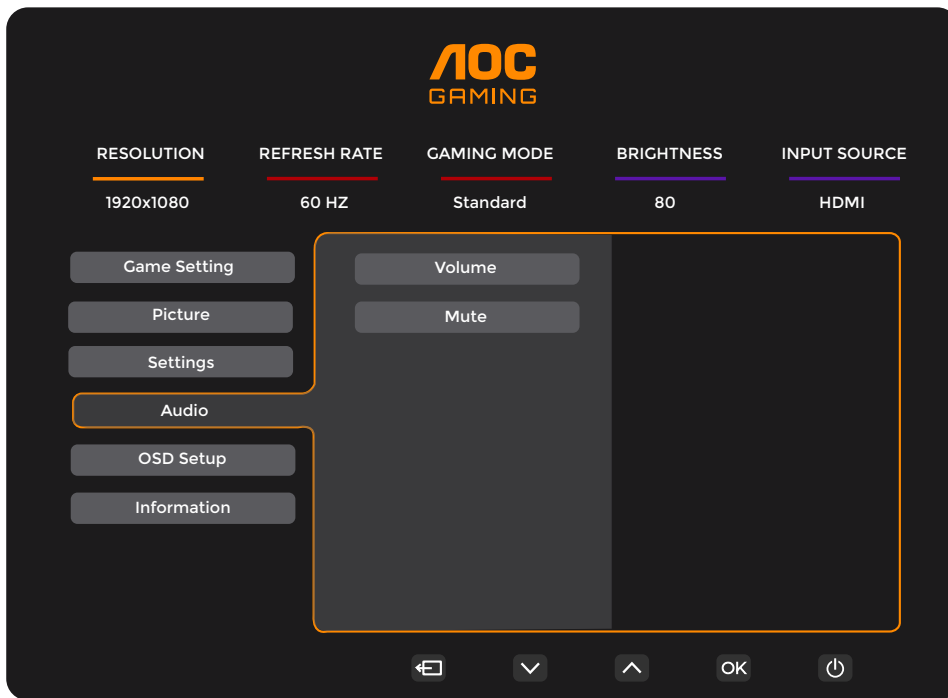 AOC
GAMING
RESOLUTION REFRESH RATE GAMING MODE BRIGHTNESS INPUT SOURCE
1920x1080 60 HZ Standard 80 HDMI
Game Setting
Volume
Picture
Mute
Settings
Audio
OSD Setup
Information
OK